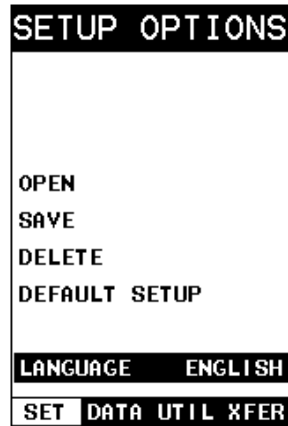 SETUP OPTIONS
OPEN
SAVE
DELETE
DEFAULT SETUP
LANGUAGE ENGLISH
SET DATA UTIL XFER